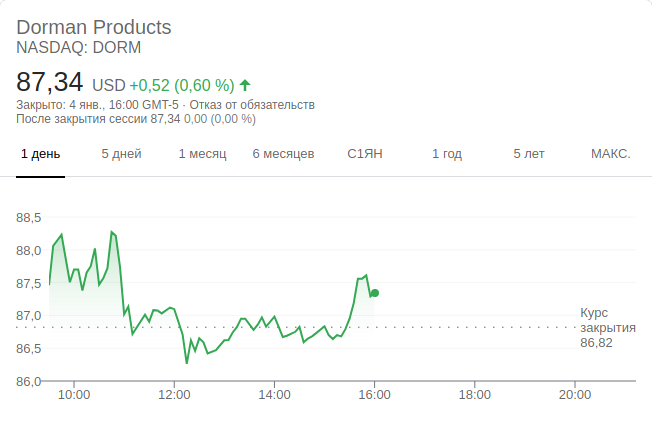 Dorman Products
NASDAQ: DORM
87,34 USD +0,52 (0,60 %)
Закрыто: 4 янв., 16:00 GMT-5 · Отказ от обязательств
После закрытия сессии 87,34 0,00 (0,00 %)
1 день 5 дней 1 месяц 6 месяцев С1ЯН 1 год 5 лет МАКС.
88,5
88,0
87,5
87,0
86,5
86,0
Курс
закрытия
86,82
10:00 12:00 14:00 16:00 18:00 20:00